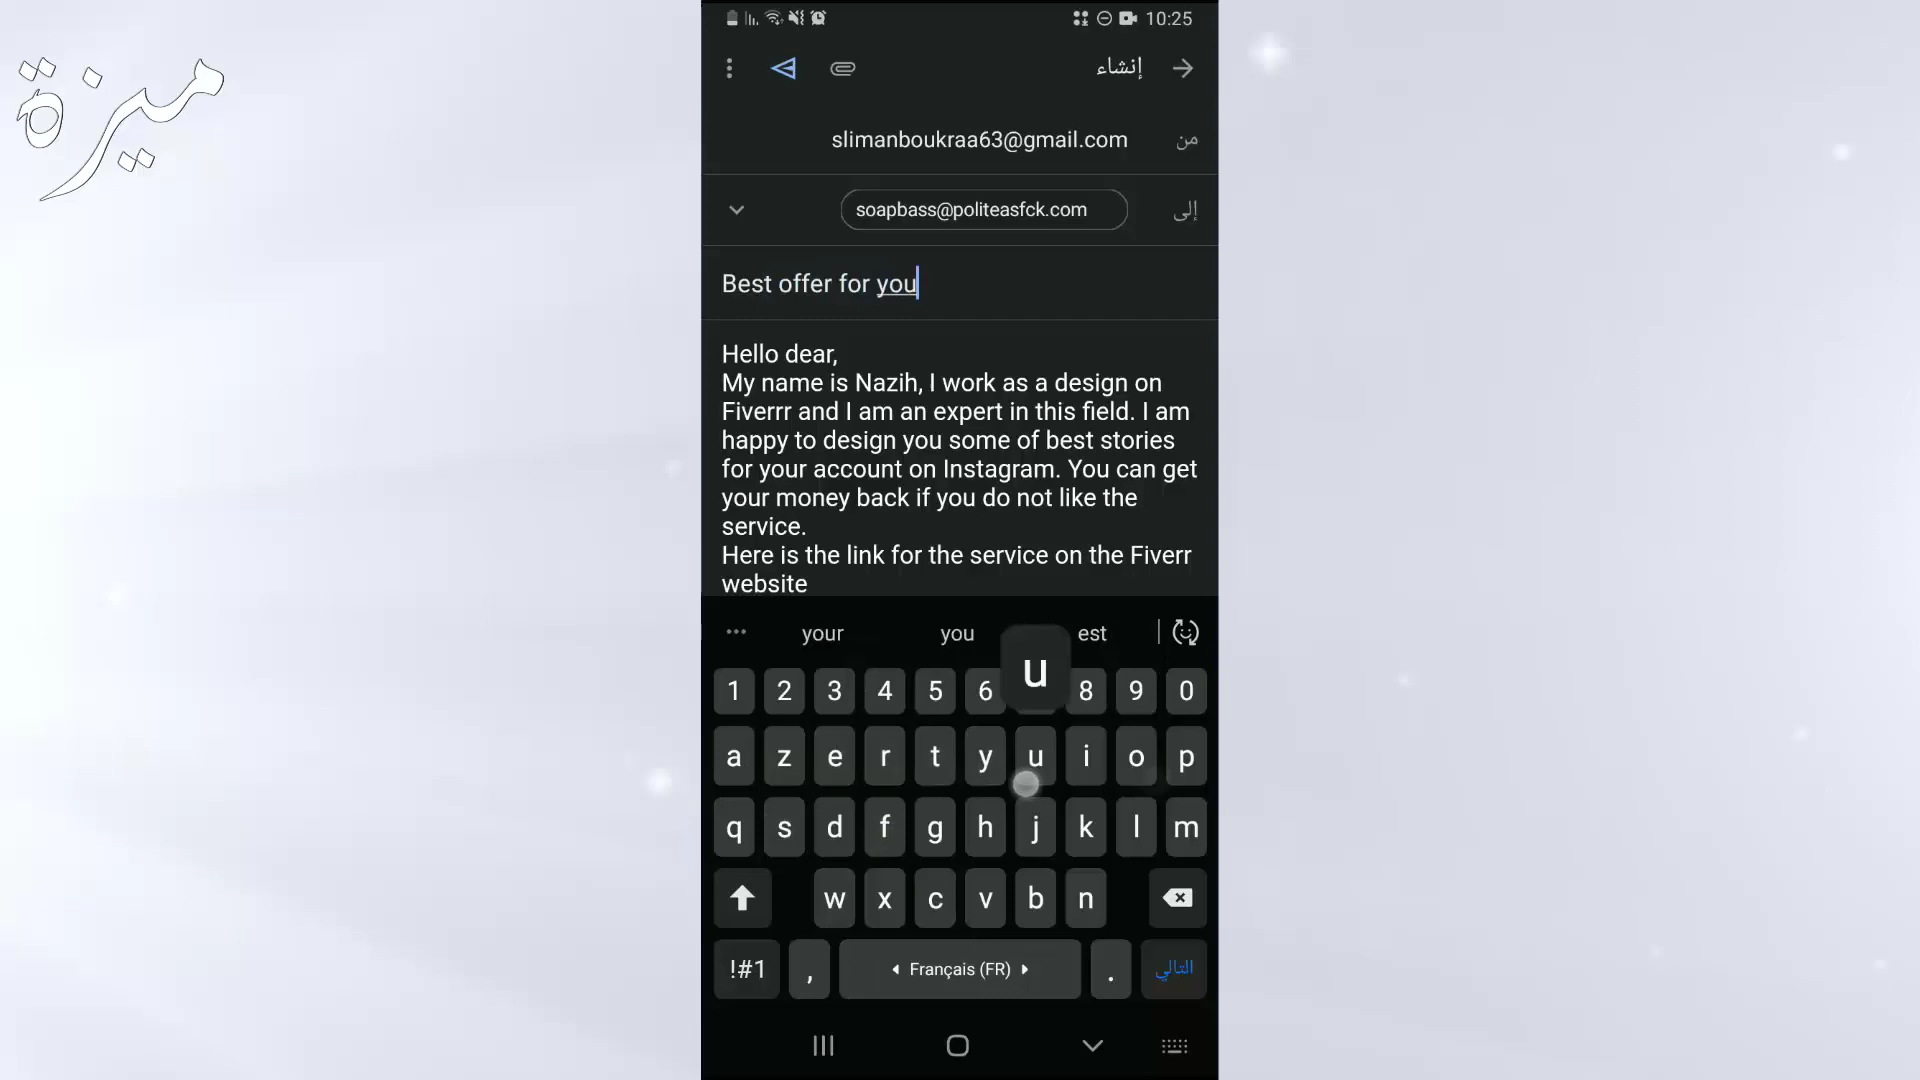 ميزة
10:25
إنشاء
من slimanboukraa63@gmail.com
إلى soapbass@politeasfck.com
Best offer for you
Hello dear,
My name is Nazih, I work as a design on
Fiverrr and I am an expert in this field. I am
happy to design you some of best stories
for your account on Instagram. You can get
your money back if you do not like the
service.
Here is the link for the service on the Fiverr
website
your you est
u
1 2 3 4 5 6 8 9 0
a z e r t y u i o p
q s d f g h j k l m
w x c v b n
!#1 , Français (FR) . التالي